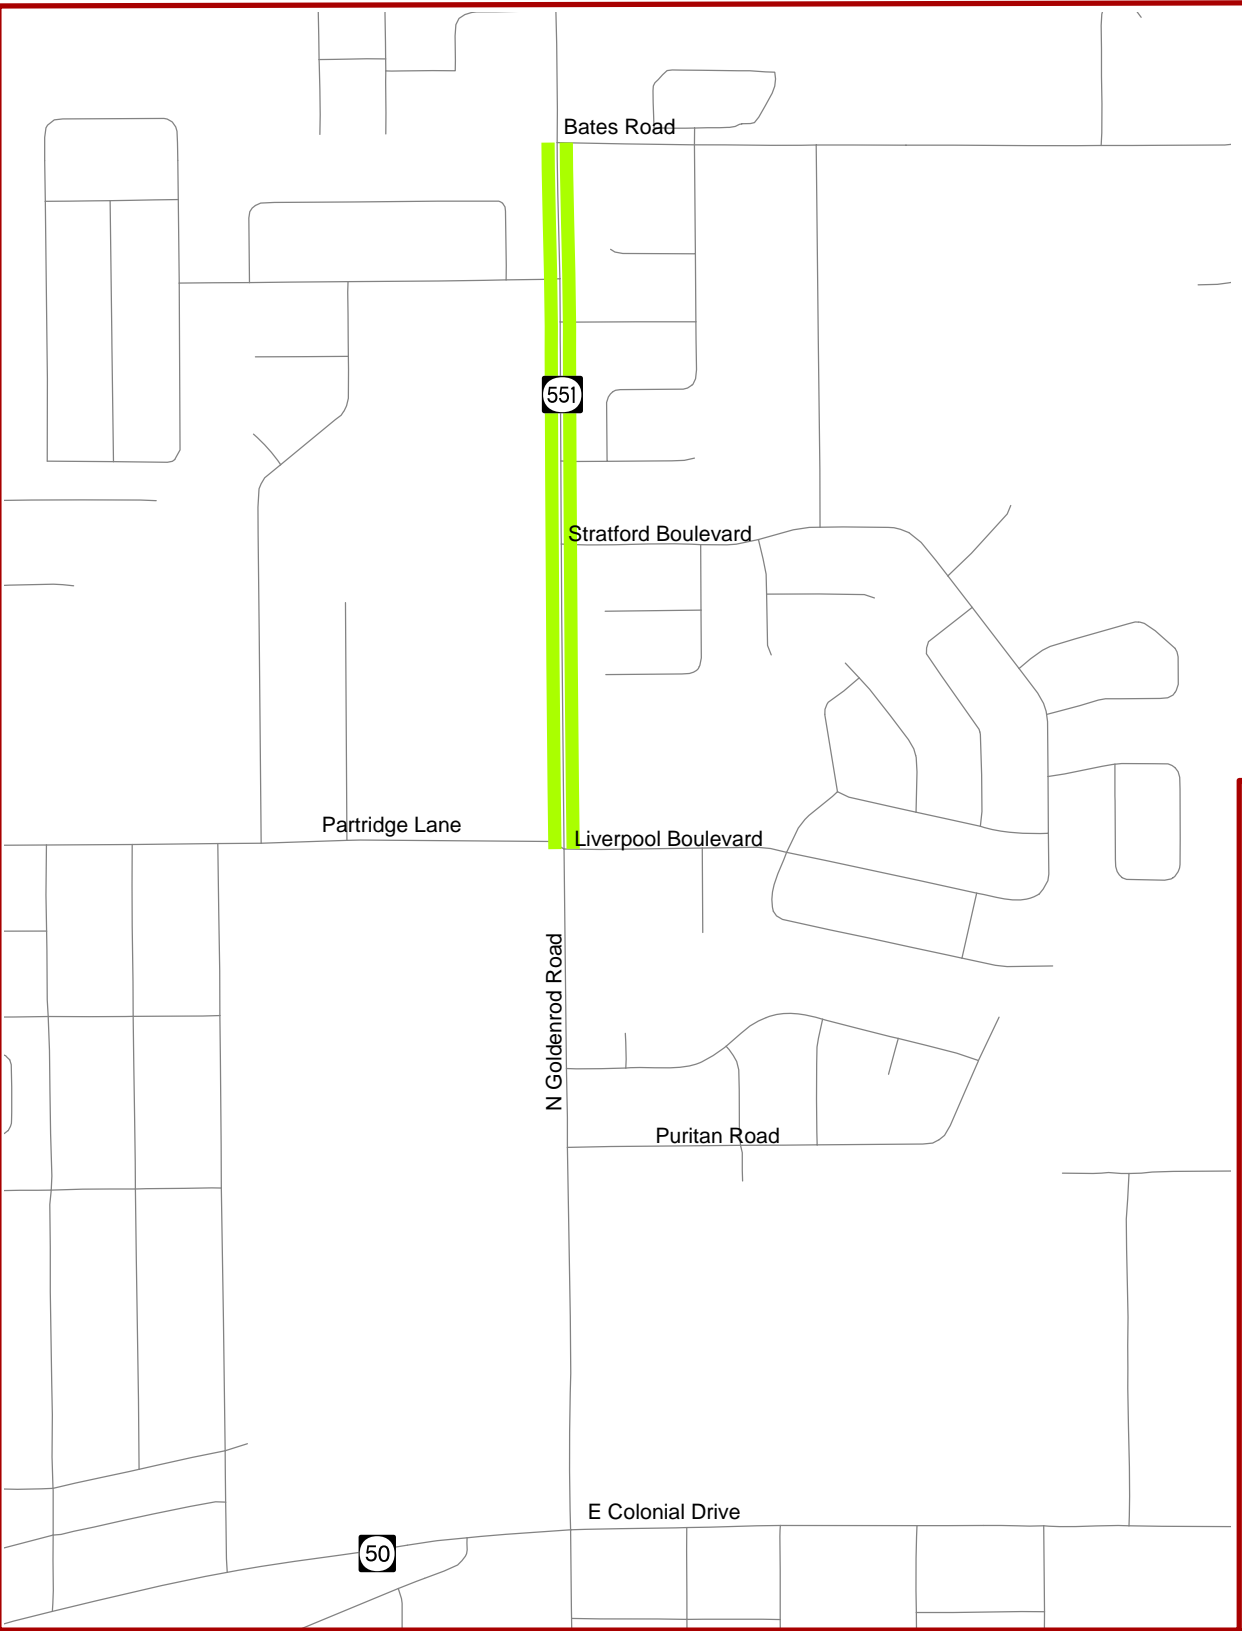 Bates Road
551
Stratford Boulevard
Partridge Lane
Liverpool Boulevard
N Goldenrod Road
Puritan Road
E Colonial Drive
50